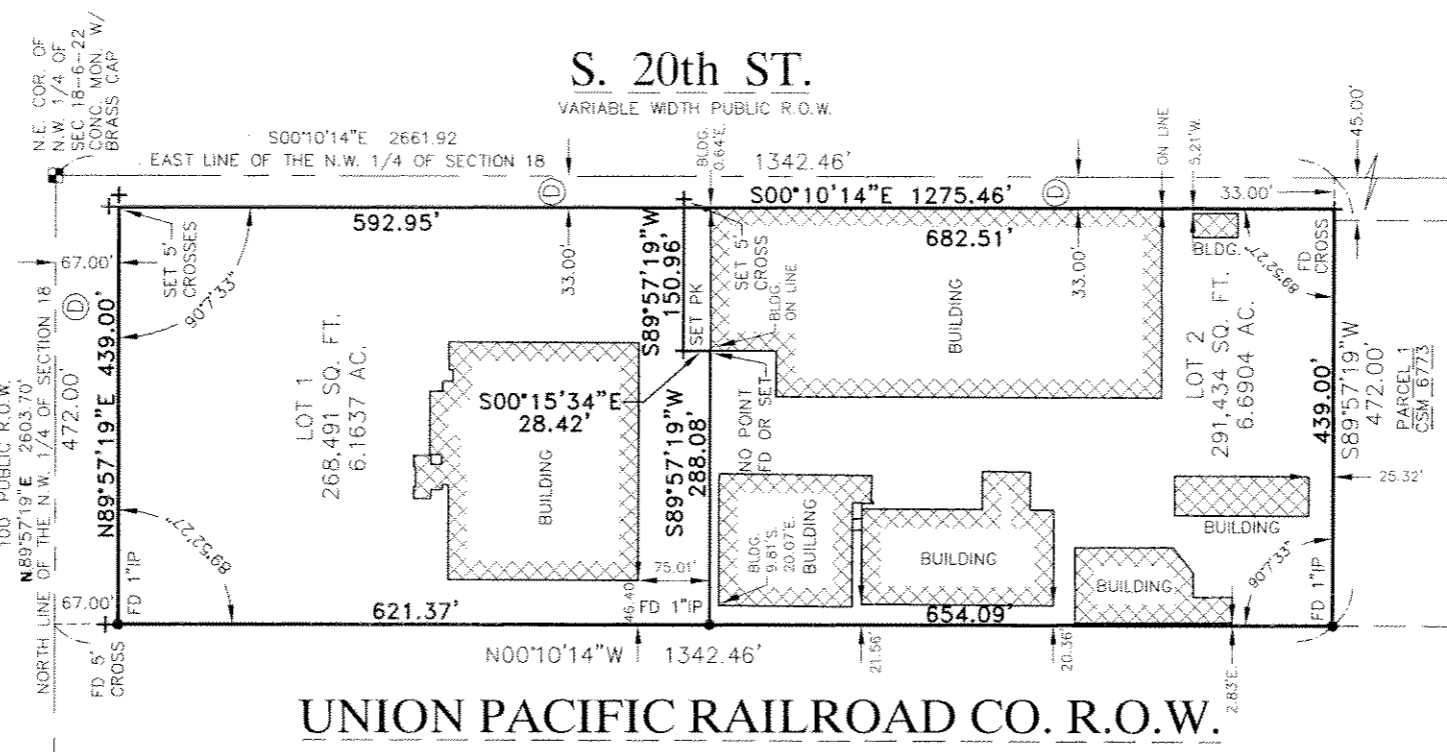 S. 20th ST.
VARIABLE WIDTH PUBLIC R.O.W.
N.E. COR. OF
N.W. 1/4 OF
SEC 18-6-22
CONC. MON. W/
BRASS CAP
S00°10'14"E 2661.92
EAST LINE OF THE N.W. 1/4 OF SECTION 18
BLDG.
0.64'E.
1342.46'
ON LINE
5.21'W.
45.00'
D
S00°10'14"E 1275.46'
D
33.00'
592.95'
682.51'
67.00'
SET 5'
CROSSES
90°7'33"
33.00'
S89°57'19"W
150.96'
SET PK
SET 5'
CROSS
BLDG.
ON LINE
33.00'
BUILDING
BLDG.
89°52'27"
FD
CROSS
100' PUBLIC R.O.W.
N89°57'19"E 2603.70'
NORTH LINE OF THE N.W. 1/4 OF SECTION 18
472.00'
D
N89°57'19"E 439.00'
LOT 1
268,491 SQ. FT.
6.1637 AC.
BUILDING
S00°15'34"E
28.42'
S89°57'19"W
288.08'
NO POINT
FD OR SET
LOT 2
291,434 SQ. FT.
6.6904 AC.
439.00'
S89°57'19"W
472.00'
PARCEL 1
CSM 6773
25.32'
BUILDING
BLDG.
9.81'S.
20.07'E.
BUILDING
BUILDING
BUILDING
89°52'27"
90°7'33"
67.00'
FD 1"IP
621.37'
46.40
75.01'
FD 1"IP
654.09'
FD 1"IP
FD 5'
CROSS
N00°10'14"W 1342.46'
21.56'
20.36'
2.83'E.
UNION PACIFIC RAILROAD CO. R.O.W.